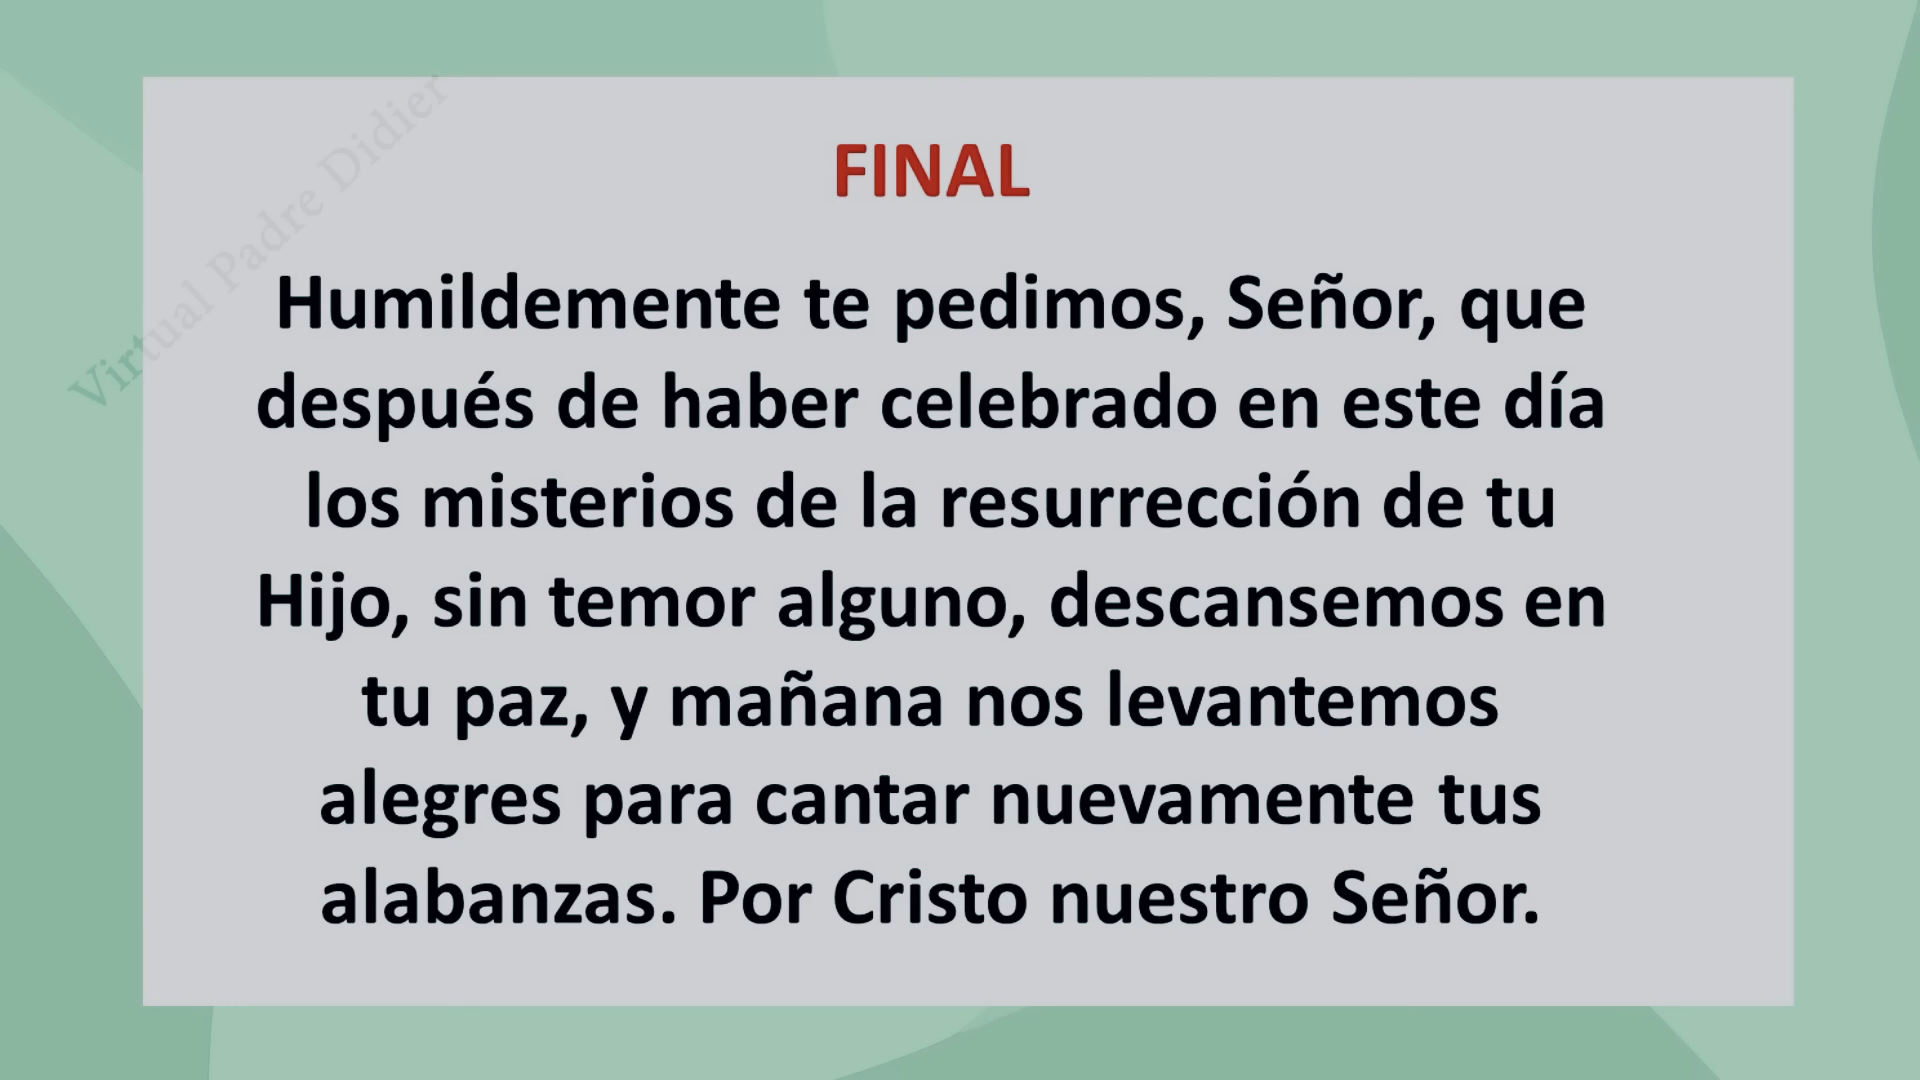 Virtual Padre Didier
FINAL
Humildemente te pedimos, Señor, que
después de haber celebrado en este día
los misterios de la resurrección de tu
Hijo, sin temor alguno, descansemos en
tu paz, y mañana nos levantemos
alegres para cantar nuevamente tus
alabanzas. Por Cristo nuestro Señor.